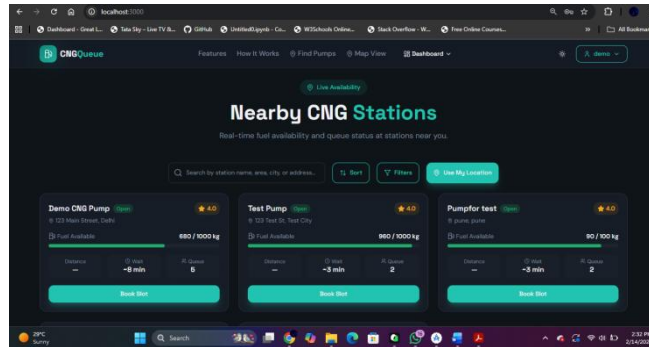 localhost:3000
Dashboard - Great L...
Tata Sky - Live TV &...
GitHub
Untitled0.ipynb - Co...
W3Schools Online...
Stack Overflow - W...
Free Online Courses...
»
All Bookmar
CNGQueue
Features
How It Works
Find Pumps
Map View
Dashboard
demo
Live Availability
Nearby CNG Stations
Real-time fuel availability and queue status at stations near you.
Search by station name, area, city, or address...
Sort
Filters
Use My Location
Demo CNG Pump
Open
4.0
123 Main Street, Delhi
Fuel Available
680 / 1000 kg
Distance
Wait
Queue
—
~8 min
Book Slot
Test Pump
Open
4.0
123 Test St, Test City
Fuel Available
960 / 1000 kg
Distance
Wait
Queue
—
~3 min
2
Book Slot
Pumpfor test
Open
4.0
pune, pune
Fuel Available
90 / 100 kg
Distance
Wait
Queue
—
~3 min
2
Book Slot
29°C
Sunny
Search
2:32 PM